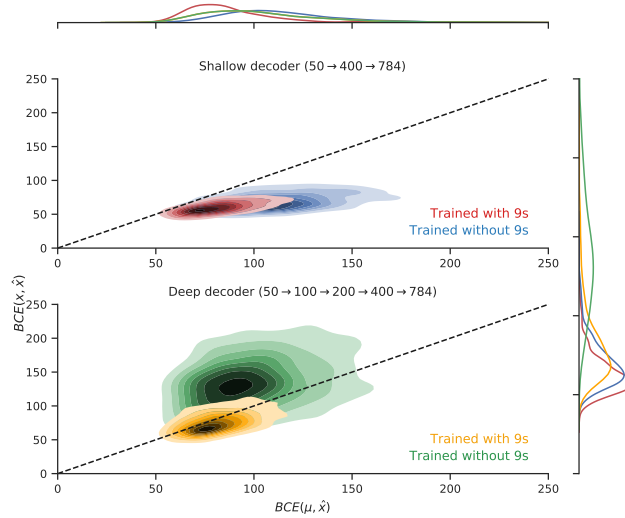 Shallow decoder (50→400→784)
250
200
150
100
50
0
Trained with 9s
Trained without 9s
0 50 100 150 200 250
BCE(x, x̂)
Deep decoder (50→100→200→400→784)
250
200
150
100
50
0
Trained with 9s
Trained without 9s
0 50 100 150 200 250
BCE(μ, x̂)